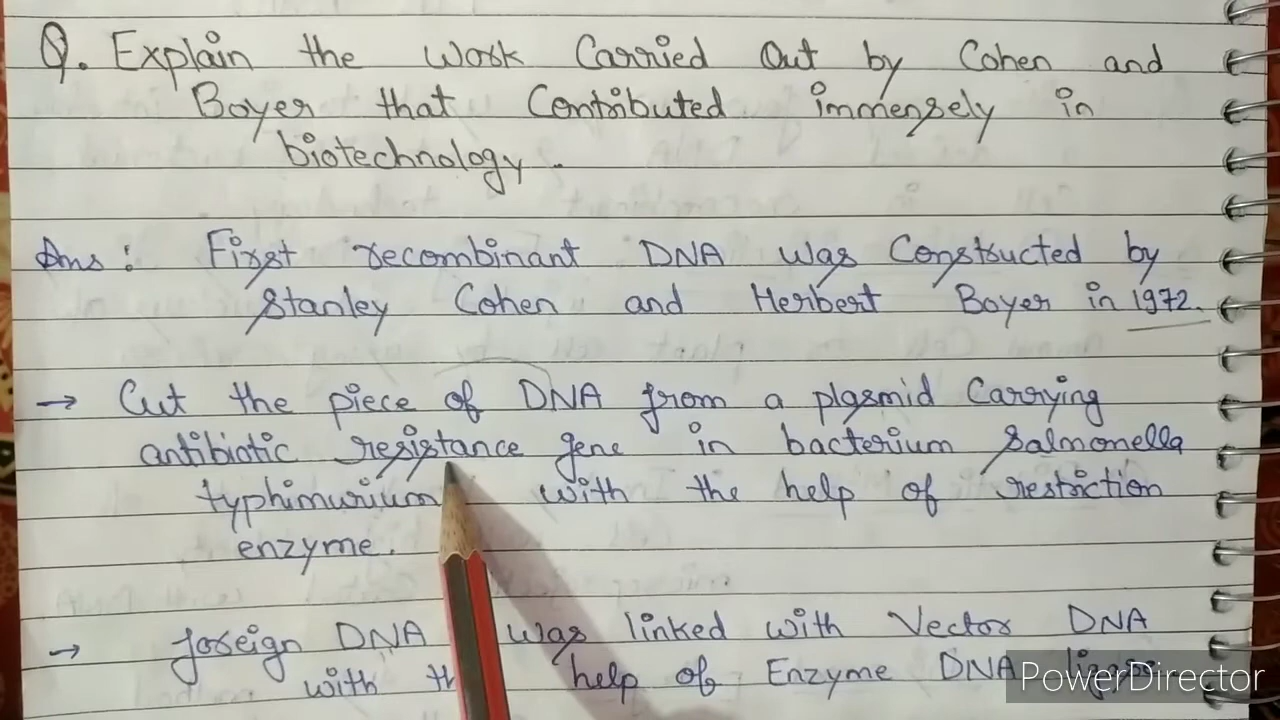 Q. Explain the work Carried Out by Cohen and
Boyer that Contributed immensely in
biotechnology.
Ans : First recombinant DNA was Constucted by
Stanley Cohen and Heribert Boyer in 1972.
→ Cut the piece of DNA from a plasmid Carrying
antibiotic resistance gene in bacterium Salmonella
typhimurium with the help of restriction
enzyme.
→ foreign DNA was linked with Vector DNA
with help of Enzyme DNA
PowerDirector